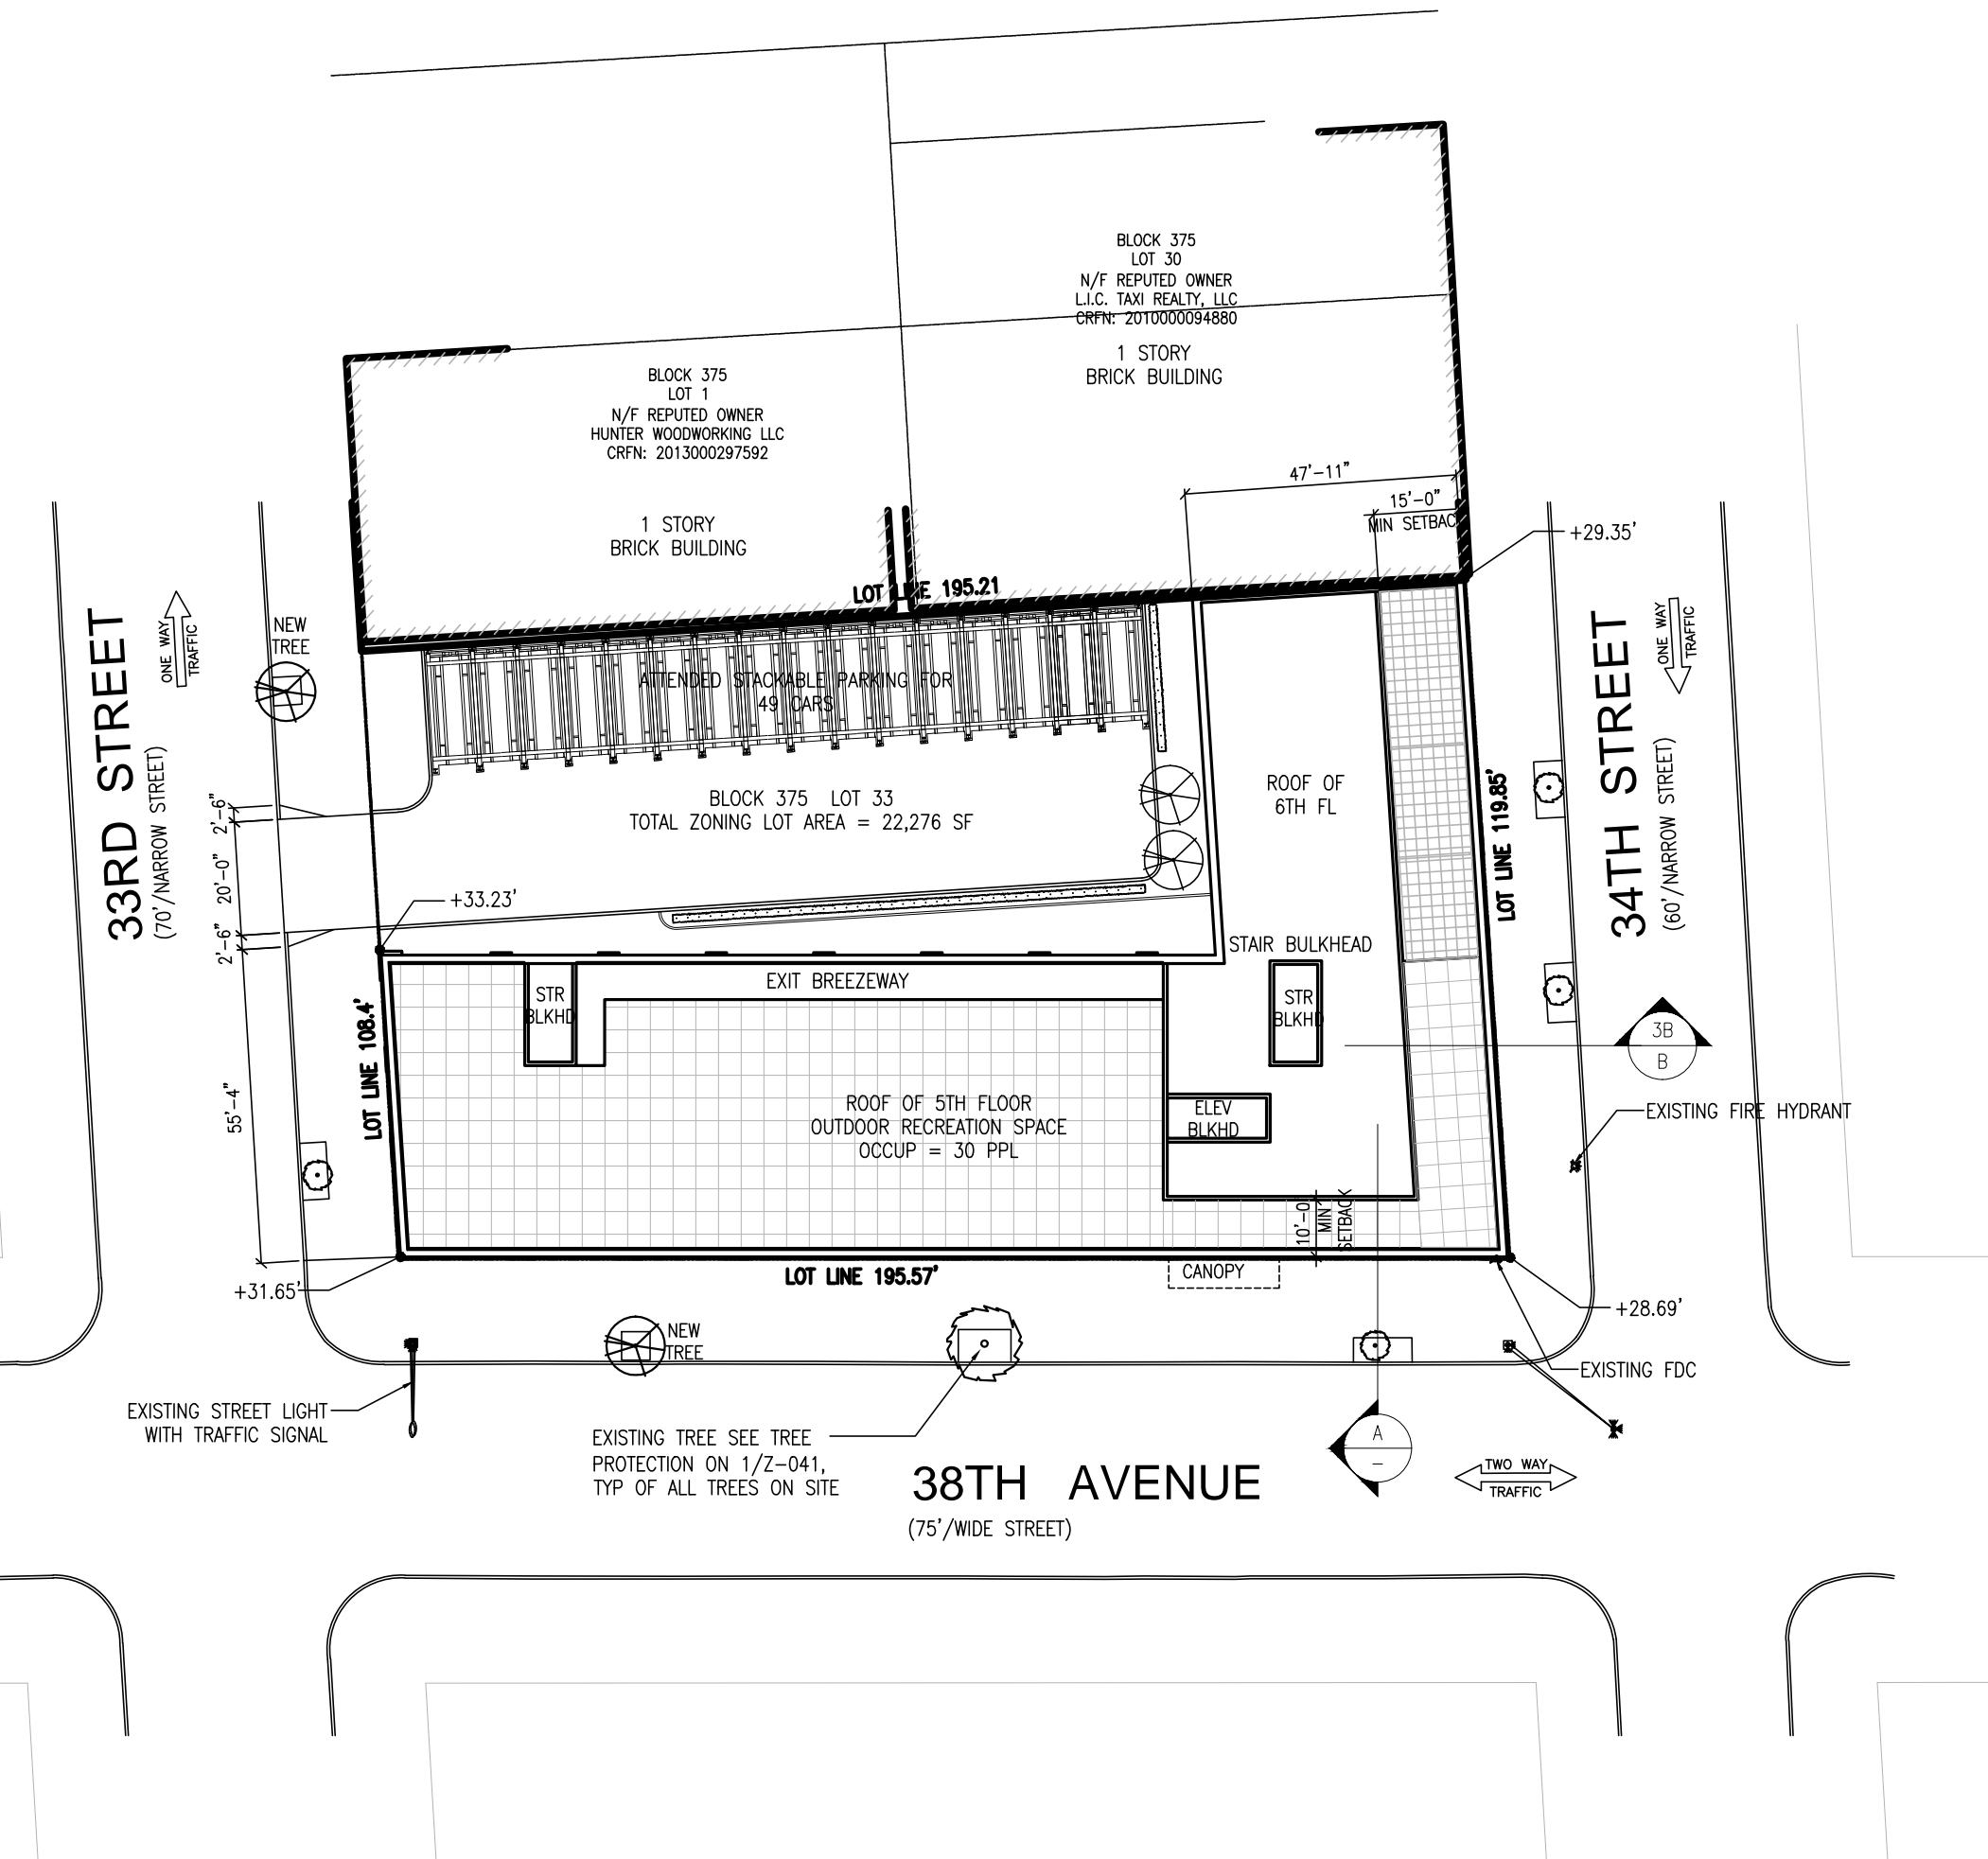 BLOCK 375
LOT 30
N/F REPUTED OWNER
L.I.C. TAXI REALTY, LLC
CRFN: 2010000094880
1 STORY
BRICK BUILDING
BLOCK 375
LOT 1
N/F REPUTED OWNER
HUNTER WOODWORKING LLC
CRFN: 2013000297592
1 STORY
BRICK BUILDING
47'-11"
15'-0"
MIN SETBAC
+29.35'
LOT LINE 195.21
33RD STREET
(70'/NARROW STREET)
ONE WAY
TRAFFIC
NEW
TREE
ATTENDED STACKABLE PARKING FOR
49 CARS
BLOCK 375 LOT 33
TOTAL ZONING LOT AREA = 22,276 SF
ROOF OF
6TH FL
LOT LINE 119.85'
34TH STREET
(60'/NARROW STREET)
ONE WAY
TRAFFIC
2'-6"
20'-0"
2'-6"
55'-4"
+33.23'
LOT LINE 108.4'
STAIR BULKHEAD
EXIT BREEZEWAY
STR
BLKHD
STR
BLKHD
3B
B
ELEV
BLKHD
ROOF OF 5TH FLOOR
OUTDOOR RECREATION SPACE
OCCUP = 30 PPL
EXISTING FIRE HYDRANT
10'-0"
MIN
SETBACK
+31.65'
LOT LINE 195.57'
CANOPY
+28.69'
NEW
TREE
EXISTING FDC
EXISTING STREET LIGHT
WITH TRAFFIC SIGNAL
EXISTING TREE SEE TREE
PROTECTION ON 1/Z-041,
TYP OF ALL TREES ON SITE
A
–
38TH AVENUE
(75'/WIDE STREET)
TWO WAY
TRAFFIC